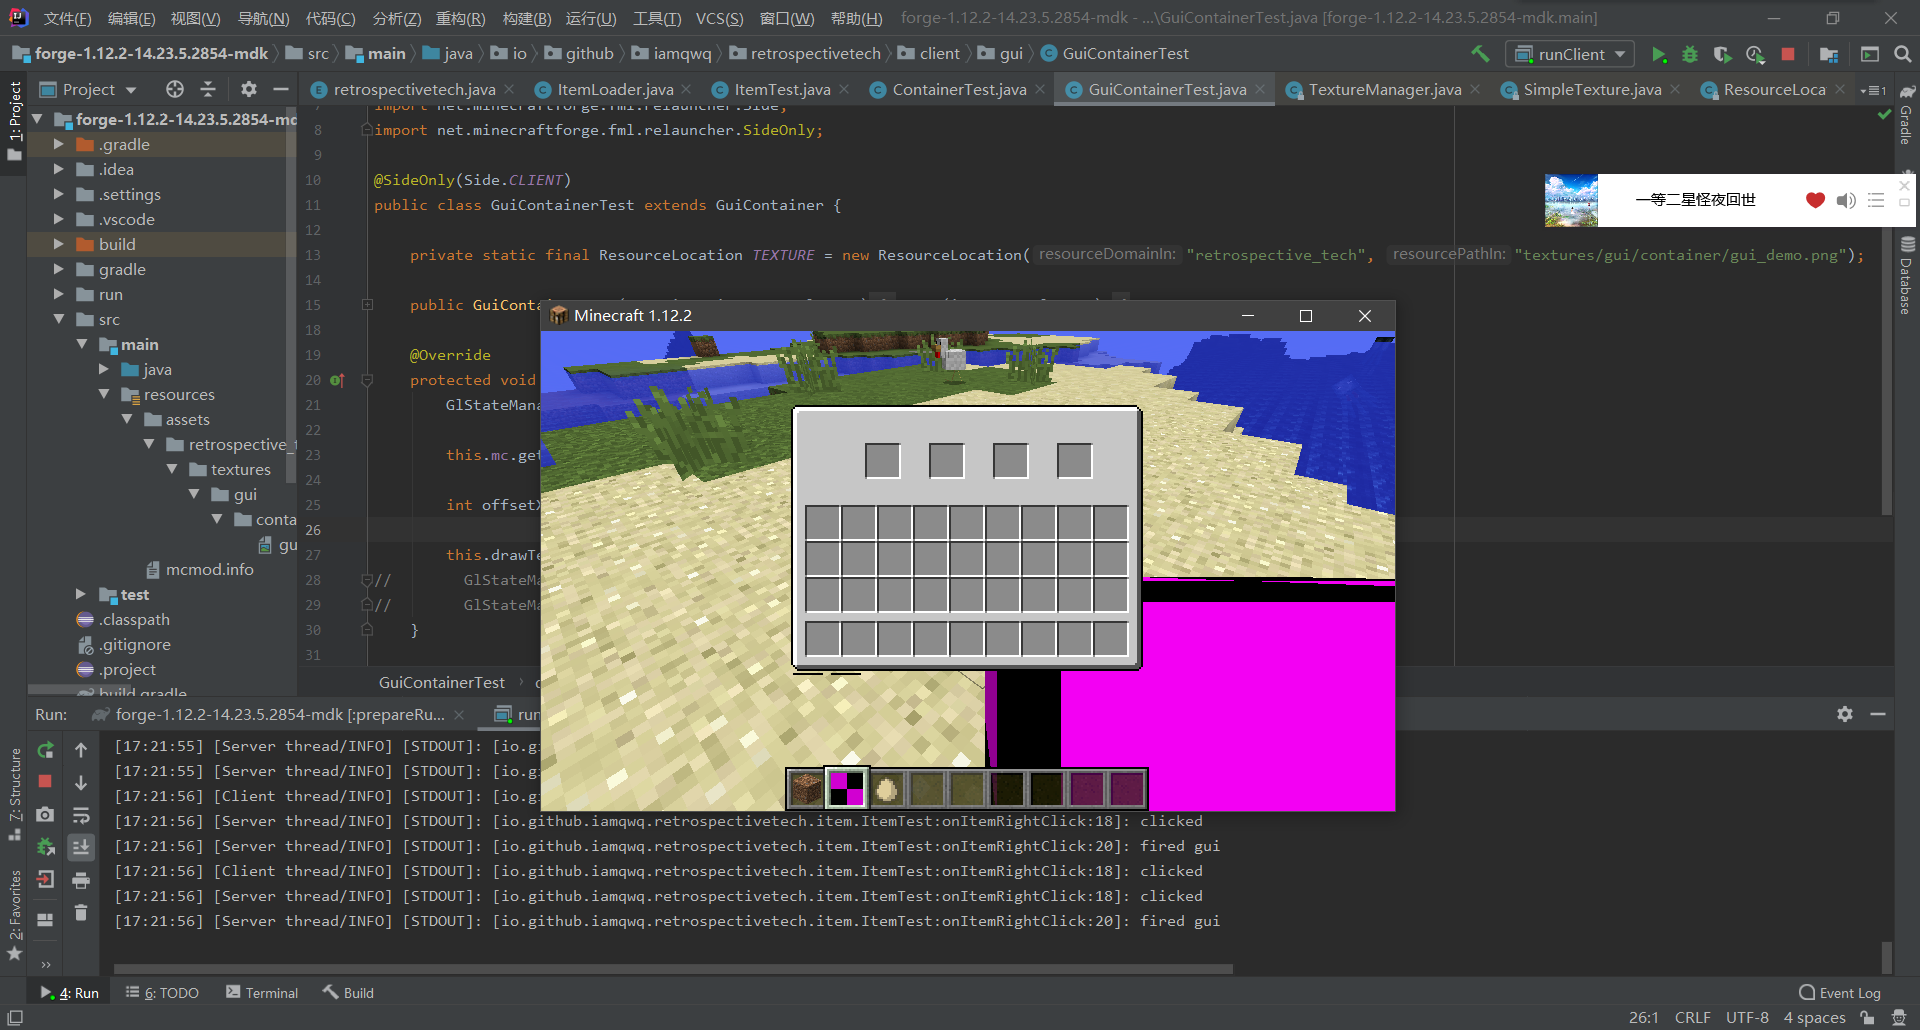 文件(F) 编辑(E) 视图(V) 导航(N) 代码(C) 分析(Z) 重构(R) 构建(B) 运行(U) 工具(T) VCS(S) 窗口(W) 帮助(H) forge-1.12.2-14.23.5.2854-mdk - ...\GuiContainerTest.java [forge-1.12.2-14.23.5.2854-mdk.main]
forge-1.12.2-14.23.5.2854-mdk src main java io github iamqwq retrospectivetech client gui GuiContainerTest runClient
Project retrospectivetech.java ItemLoader.java ItemTest.java ContainerTest.java GuiContainerTest.java TextureManager.java SimpleTexture.java ResourceLoca
1: Project
Gradle
Database
forge-1.12.2-14.23.5.2854-md
.gradle
.idea
.settings
.vscode
build
gradle
run
src
main
java
resources
assets
retrospective_t
textures
gui
conta
gu
mcmod.info
test
.classpath
.gitignore
.project
build.gradle
7 import net.minecraftforge.fml.relauncher.Side;
8 import net.minecraftforge.fml.relauncher.SideOnly;
9
10 @SideOnly(Side.CLIENT)
11 public class GuiContainerTest extends GuiContainer {
12
13 private static final ResourceLocation TEXTURE = new ResourceLocation( resourceDomainIn: "retrospective_tech", resourcePathIn: "textures/gui/container/gui_demo.png");
14
15 public GuiConta
18
19 @Override
20 protected void
21 GlStateMana
22
23 this.mc.get
24
25 int offsetX
26
27 this.drawTe
28 // GlStateMa
29 // GlStateMa
30 }
31
GuiContainerTest
一等二星怪夜回世
Minecraft 1.12.2
Run: forge-1.12.2-14.23.5.2854-mdk [:prepareRu... run
[17:21:55] [Server thread/INFO] [STDOUT]: [io.gi
[17:21:55] [Server thread/INFO] [STDOUT]: [io.gi
[17:21:56] [Client thread/INFO] [STDOUT]: [io.gi
[17:21:56] [Server thread/INFO] [STDOUT]: [io.github.iamqwq.retrospectivetech.item.ItemTest:onItemRightClick:18]: clicked
[17:21:56] [Server thread/INFO] [STDOUT]: [io.github.iamqwq.retrospectivetech.item.ItemTest:onItemRightClick:20]: fired gui
[17:21:56] [Client thread/INFO] [STDOUT]: [io.github.iamqwq.retrospectivetech.item.ItemTest:onItemRightClick:18]: clicked
[17:21:56] [Server thread/INFO] [STDOUT]: [io.github.iamqwq.retrospectivetech.item.ItemTest:onItemRightClick:18]: clicked
[17:21:56] [Server thread/INFO] [STDOUT]: [io.github.iamqwq.retrospectivetech.item.ItemTest:onItemRightClick:20]: fired gui
7: Structure
2: Favorites
4: Run 6: TODO Terminal Build Event Log
26:1 CRLF UTF-8 4 spaces